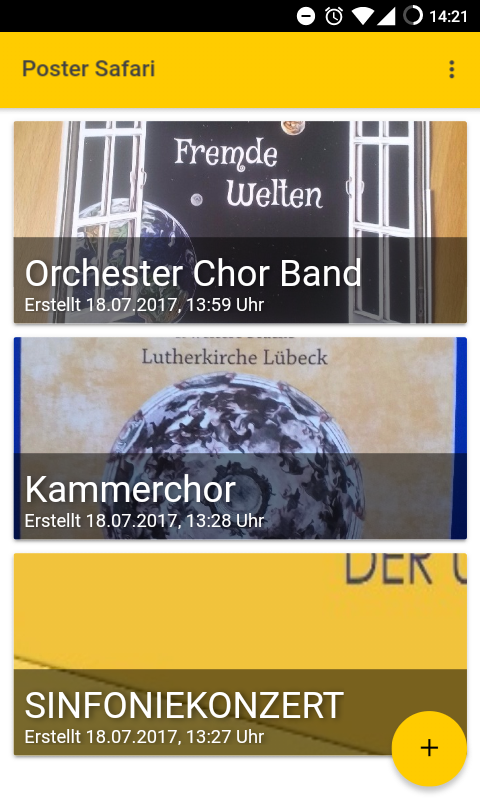 14:21
Poster Safari
Fremde
Welten
Orchester Chor Band
Erstellt 18.07.2017, 13:59 Uhr
Lutherkirche Lübeck
Kammerchor
Erstellt 18.07.2017, 13:28 Uhr
DER
SINFONIEKONZERT
Erstellt 18.07.2017, 13:27 Uhr
+